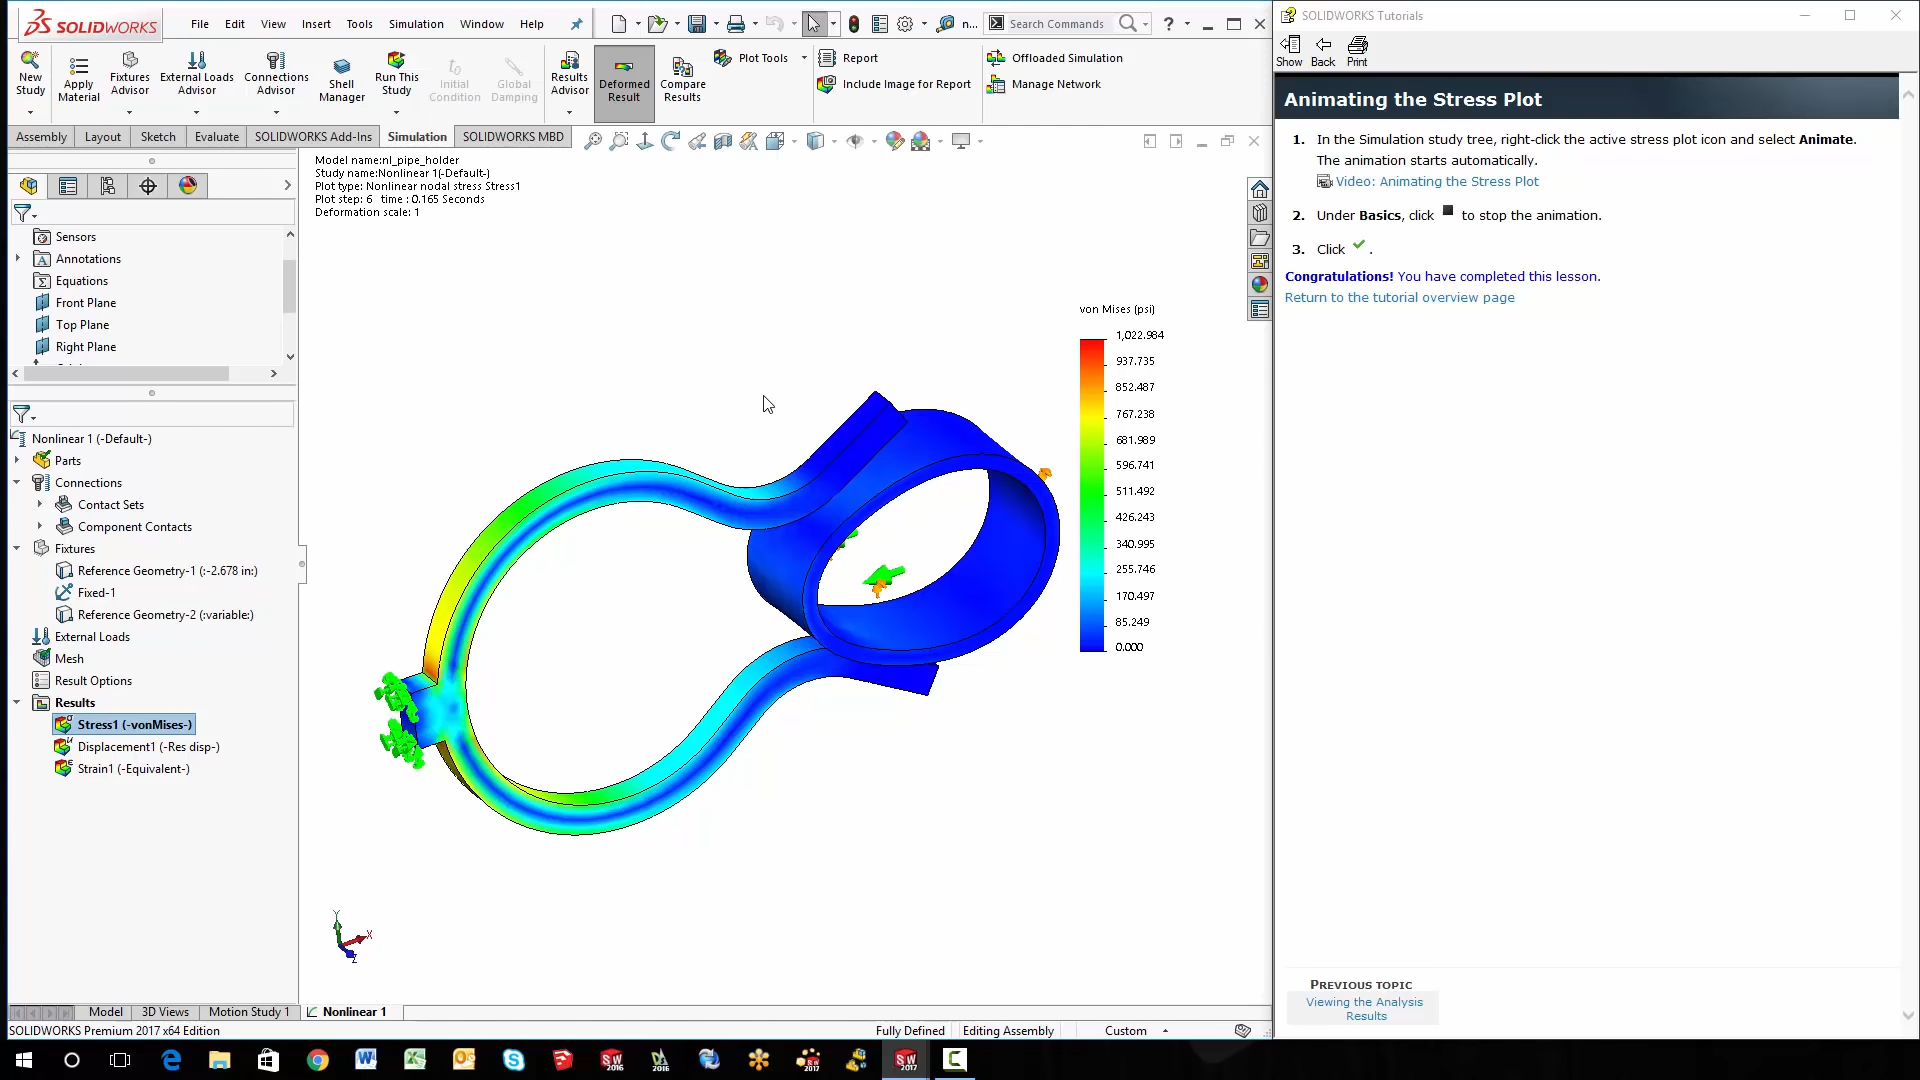 SOLIDWORKS
File Edit View Insert Tools Simulation Window Help
n...
Search Commands
New Study
Apply Material
Fixtures Advisor
External Loads Advisor
Connections Advisor
Shell Manager
Run This Study
Initial Condition
Global Damping
Results Advisor
Deformed Result
Compare Results
Plot Tools
Report
Include Image for Report
Offloaded Simulation
Manage Network
Assembly Layout Sketch Evaluate SOLIDWORKS Add-Ins Simulation SOLIDWORKS MBD
Model name:nl_pipe_holder
Study name:Nonlinear 1(-Default-)
Plot type: Nonlinear nodal stress Stress1
Plot step: 6 time : 0.165 Seconds
Deformation scale: 1
Sensors
Annotations
Equations
Front Plane
Top Plane
Right Plane
Nonlinear 1 (-Default-)
Parts
Connections
Contact Sets
Component Contacts
Fixtures
Reference Geometry-1 (:-2.678 in:)
Fixed-1
Reference Geometry-2 (:variable:)
External Loads
Mesh
Result Options
Results
Stress1 (-vonMises-)
Displacement1 (-Res disp-)
Strain1 (-Equivalent-)
von Mises (psi)
1,022.984
937.735
852.487
767.238
681.989
596.741
511.492
426.243
340.995
255.746
170.497
85.249
0.000
Y
X
Z
Model 3D Views Motion Study 1 Nonlinear 1
SOLIDWORKS Premium 2017 x64 Edition
Fully Defined Editing Assembly Custom
SOLIDWORKS Tutorials
Show Back Print
Animating the Stress Plot
1. In the Simulation study tree, right-click the active stress plot icon and select Animate.
The animation starts automatically.
Video: Animating the Stress Plot
2. Under Basics, click to stop the animation.
3. Click .
Congratulations! You have completed this lesson.
Return to the tutorial overview page
PREVIOUS TOPIC
Viewing the Analysis
Results
SW 2016
2016
2017
SW 2017